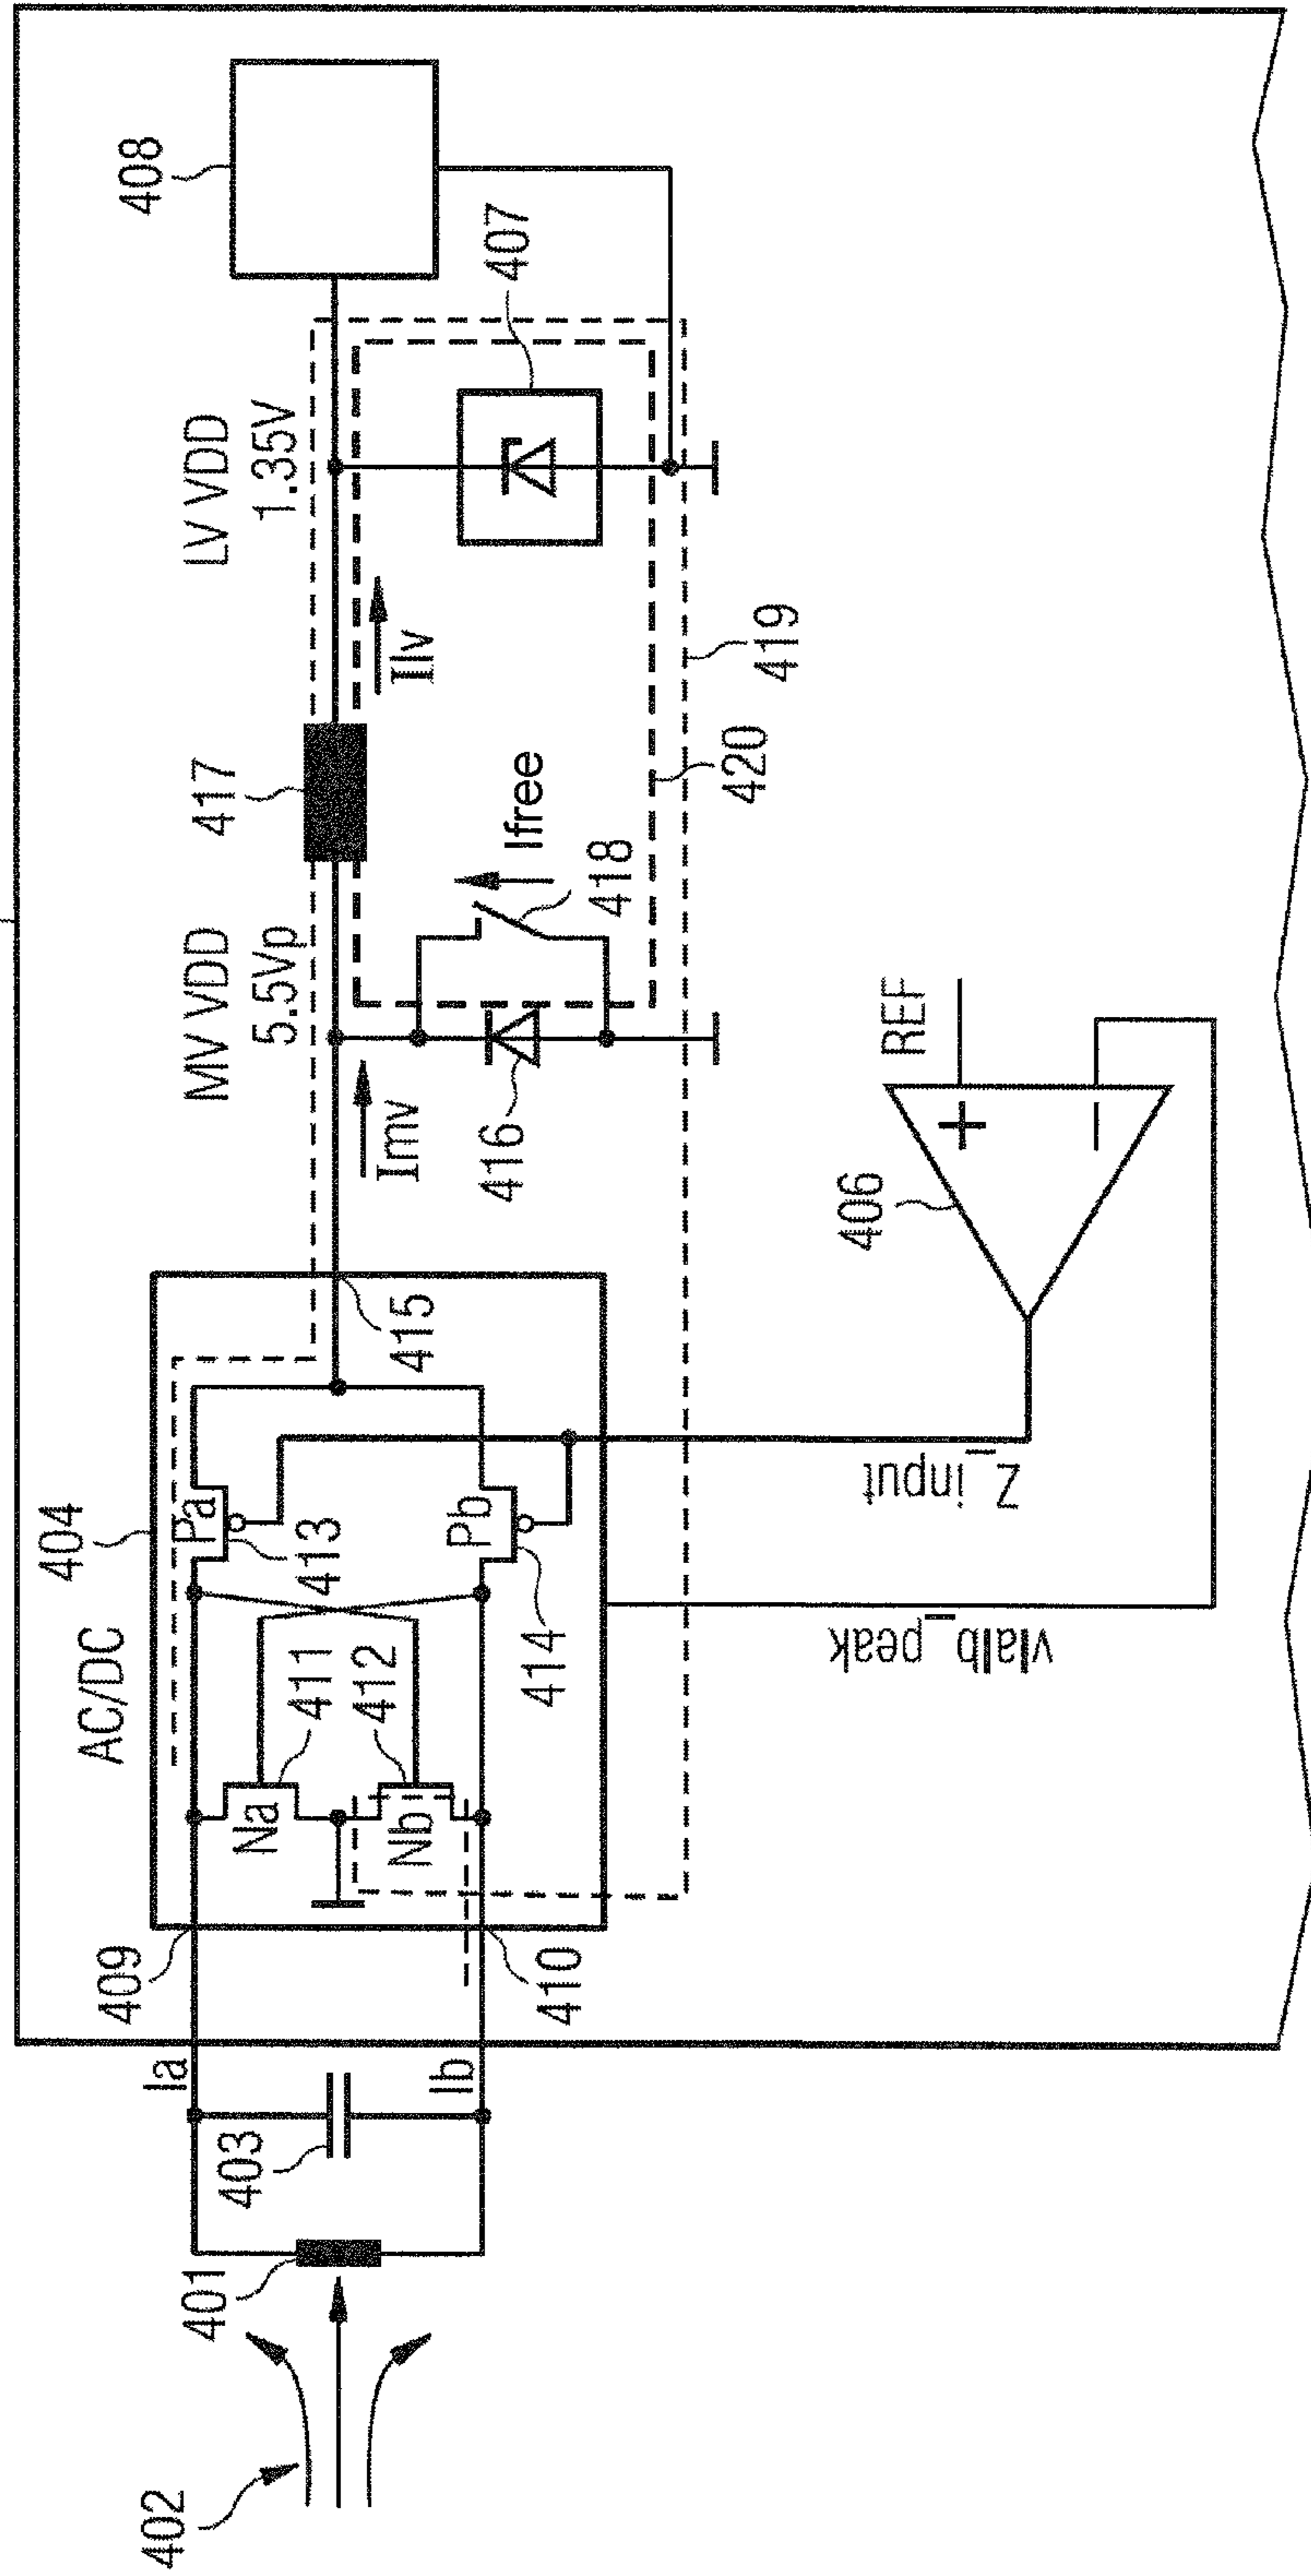 402
401
403
Ia
Ib
409
410
AC/DC
404
Na
411
Nb
412
Pa
413
Pb
414
415
MV VDD
5.5Vp
Imv
416
417
Ifree
418
LV VDD
1.35V
Ilv
407
408
420
419
Z_input
vlalb_peak
406
REF
+
−